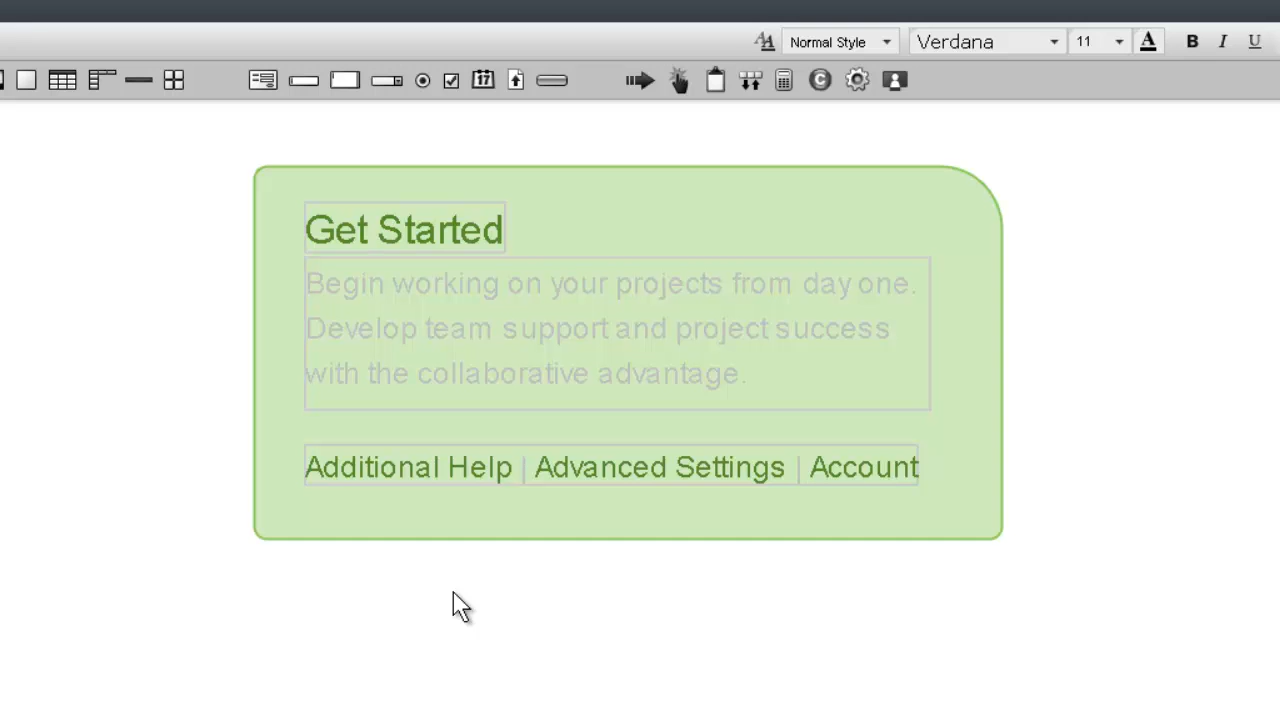 Normal Style Verdana 11 A B I U
17 C
Get Started
Begin working on your projects from day one.
Develop team support and project success
with the collaborative advantage.
Additional Help | Advanced Settings | Account